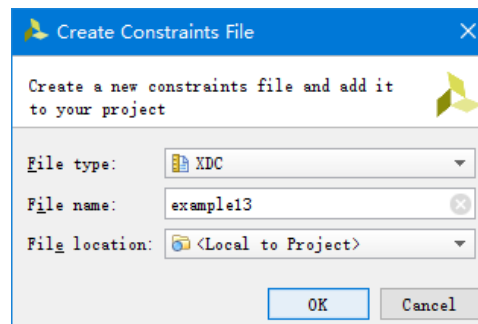 Create Constraints File
Create a new constraints file and add it
to your project
File type: XDC
File name: example13
File location: <Local to Project>
OK Cancel